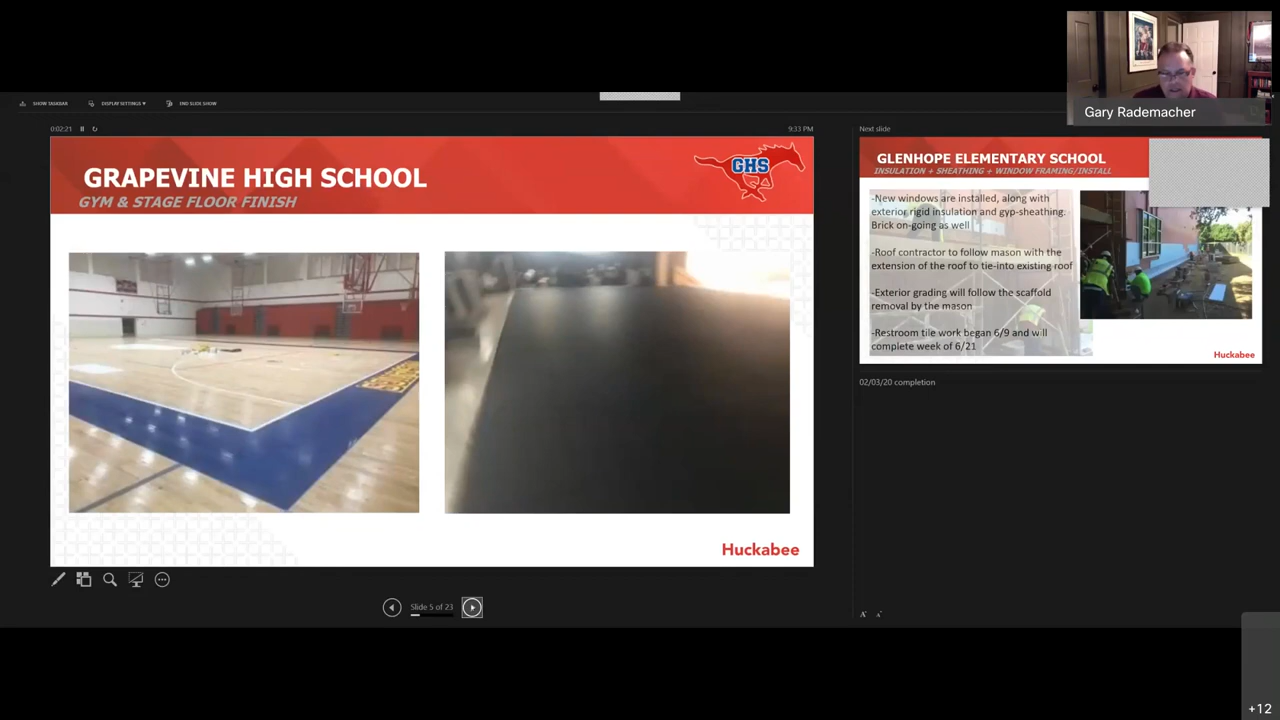 Gary Rademacher
SHOW TASKBAR
DISPLAY SETTINGS
END SLIDE SHOW
0:02:21
9:33 PM
GRAPEVINE HIGH SCHOOL
GYM & STAGE FLOOR FINISH
GHS
Huckabee
Slide 5 of 23
Next slide
GLENHOPE ELEMENTARY SCHOOL
INSULATION + SHEATHING + WINDOW FRAMING/INSTALL
-New windows are installed, along with
exterior rigid insulation and gyp-sheathing.
Brick on-going as well
-Roof contractor to follow mason with the
extension of the roof to tie-into existing roof
-Exterior grading will follow the scaffold
removal by the mason
-Restroom tile work began 6/9 and will
complete week of 6/21
Huckabee
02/03/20 completion
+12